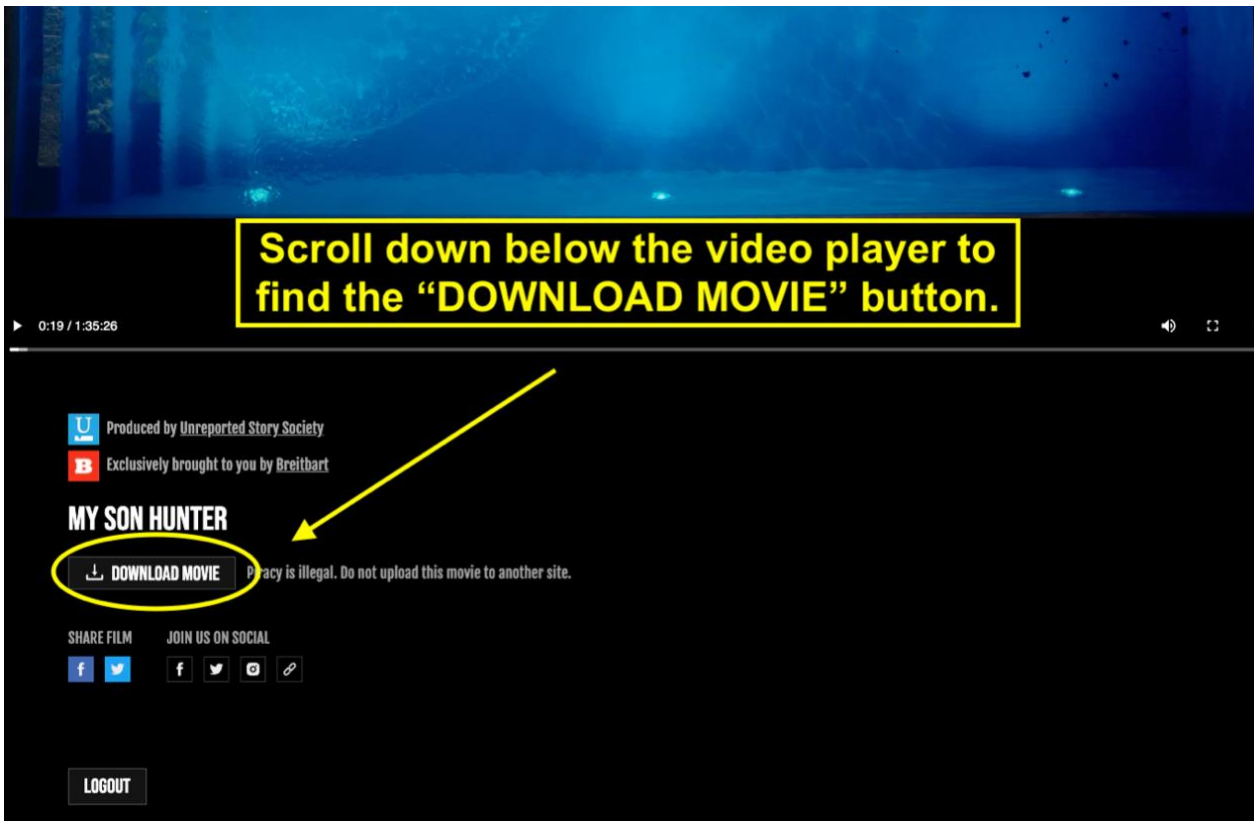 Scroll down below the video player to
find the “DOWNLOAD MOVIE” button.
0:19 / 1:35:26
U Produced by Unreported Story Society
B Exclusively brought to you by Breitbart
MY SON HUNTER
DOWNLOAD MOVIE Piracy is illegal. Do not upload this movie to another site.
SHARE FILM JOIN US ON SOCIAL
LOGOUT